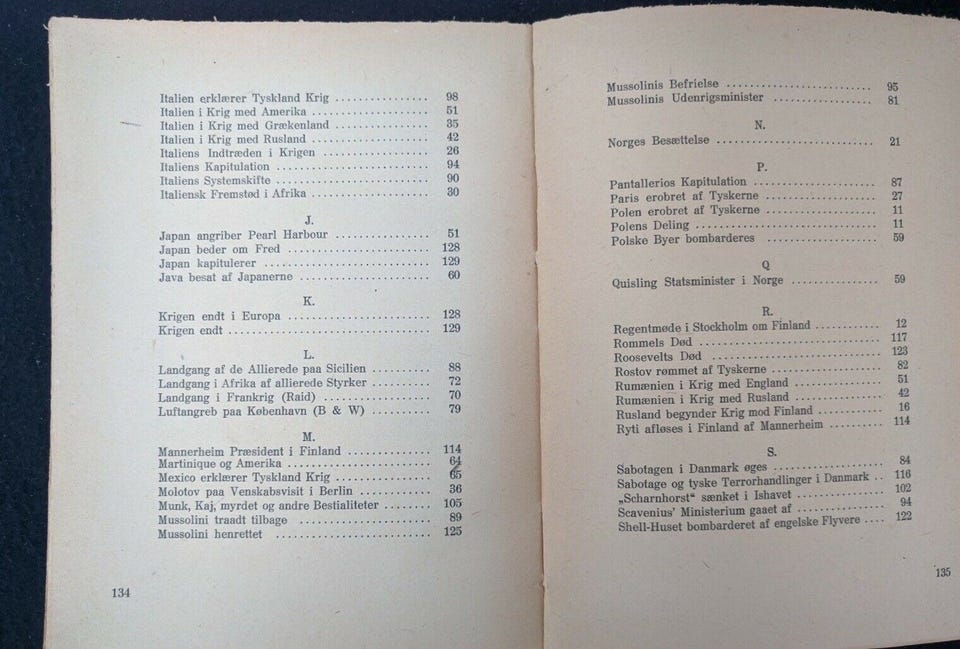 Italien erklærer Tyskland Krig ................ 98
Italien i Krig med Amerika ..................... 51
Italien i Krig med Grækenland ................. 35
Italien i Krig med Rusland ..................... 42
Italiens Indtræden i Krigen .................... 26
Italiens Kapitulation ........................... 94
Italiens Systemskifte ........................... 90
Italiensk Fremstød i Afrika ..................... 30
J.
Japan angriber Pearl Harbour ................. 51
Japan beder om Fred ........................ 128
Japan kapitulerer ............................. 129
Java besat af Japanerne ....................... 60
K.
Krigen endt i Europa .......................... 128
Krigen endt .................................... 129
L.
Landgang af de Allierede paa Sicilien ........... 88
Landgang i Afrika af allierede Styrker .......... 72
Landgang i Frankrig (Raid) ................... 70
Luftangreb paa København (B & W) .......... 79
M.
Mannerheim Præsident i Finland ............... 114
Martinique og Amerika ........................ 64
Mexico erklærer Tyskland Krig ................. 65
Molotov paa Venskabsvisit i Berlin ............. 36
Munk, Kaj, myrdet og andre Bestialiteter ........ 105
Mussolini traadt tilbage ....................... 89
Mussolini henrettet ........................... 125
134
Mussolinis Befrielse ......................... 95
Mussolinis Udenrigsminister ................. 81
N.
Norges Besættelse ........................... 21
P.
Pantallerios Kapitulation ..................... 87
Paris erobret af Tyskerne .................... 27
Polen erobret af Tyskerne .................... 11
Polens Deling ................................ 11
Polske Byer bombarderes ..................... 59
Q
Quisling Statsminister i Norge ............... 59
R.
Regentmøde i Stockholm om Finland ........... 12
Rommels Død ............................... 117
Roosevelts Død .............................. 123
Rostov rømmet af Tyskerne ................... 82
Rumænien i Krig med England ................ 51
Rumænien i Krig med Rusland ................ 42
Rusland begynder Krig mod Finland ............ 16
Ryti afløses i Finland af Mannerheim .......... 114
S.
Sabotagen i Danmark øges .................... 84
Sabotage og tyske Terrorhandlinger i Danmark .. 116
„Scharnhorst“ sænket i Ishavet ................ 102
Scavenius’ Ministerium gaaet af ............... 94
Shell-Huset bombarderet af engelske Flyvere .... 122
135